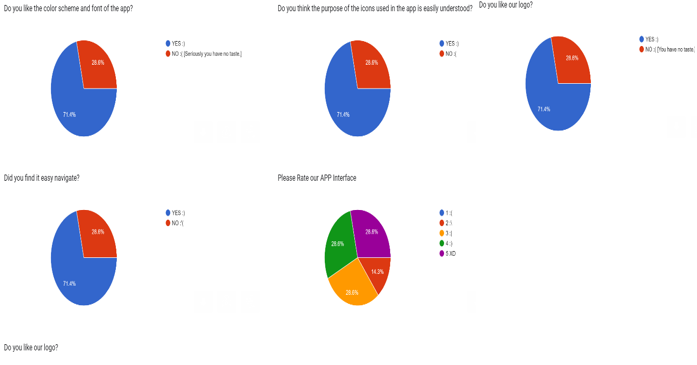 Do you like the color scheme and font of the app?
YES :)
NO :( [Seriously you have no taste.]
28.6%
71.4%
Do you think the purpose of the icons used in the app is easily understood?
YES :)
NO :(
28.6%
71.4%
Do you like our logo?
YES :)
NO :( [You have no taste.]
28.6%
71.4%
Did you find it easy navigate?
YES :)
NO :'(
28.6%
71.4%
Please Rate our APP Interface
1 :(
2 :\
3 :|
4 :)
5 XD
28.6%
28.6%
14.3%
28.6%
Do you like our logo?